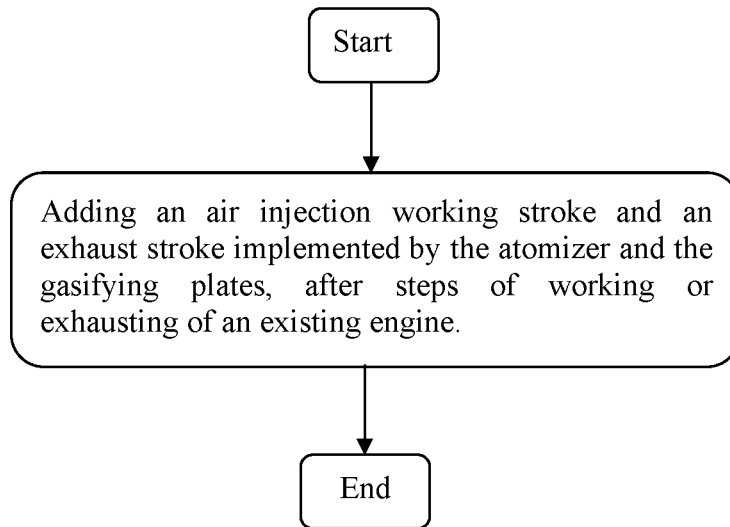 Start
Adding an air injection working stroke and an
exhaust stroke implemented by the atomizer and the
gasifying plates, after steps of working or
exhausting of an existing engine.
End